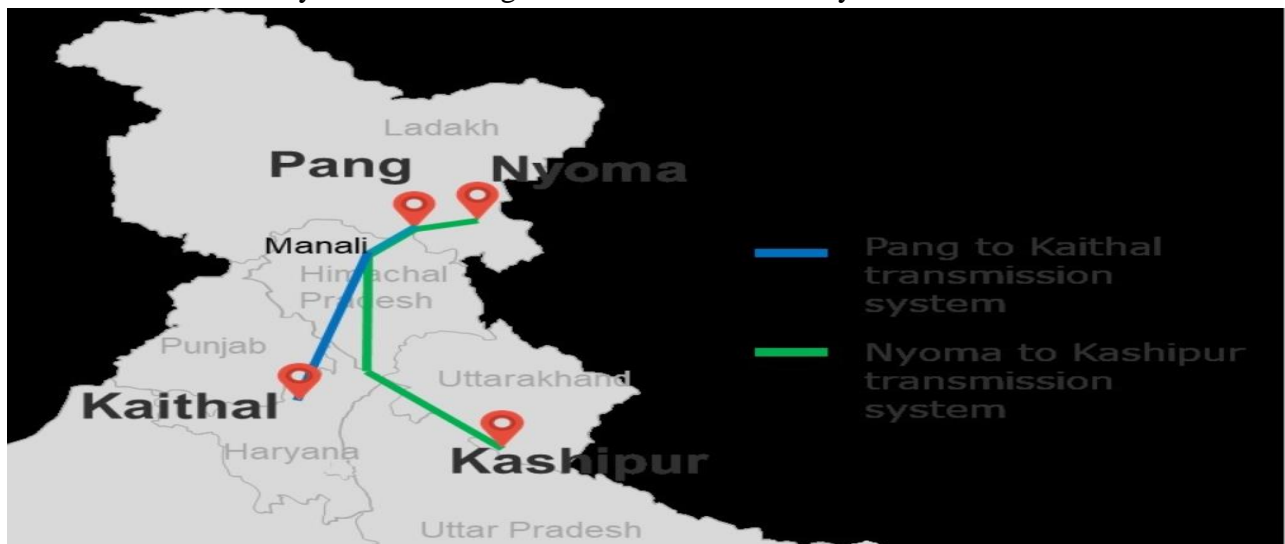 Ladakh
Pang
Nyoma
Manali
Himachal
Pradesh
Pang to Kaithal
transmission
system
Punjab
Nyoma to Kashipur
transmission
system
Uttarakhand
Kaithal
Haryana
Kashipur
Uttar Pradesh